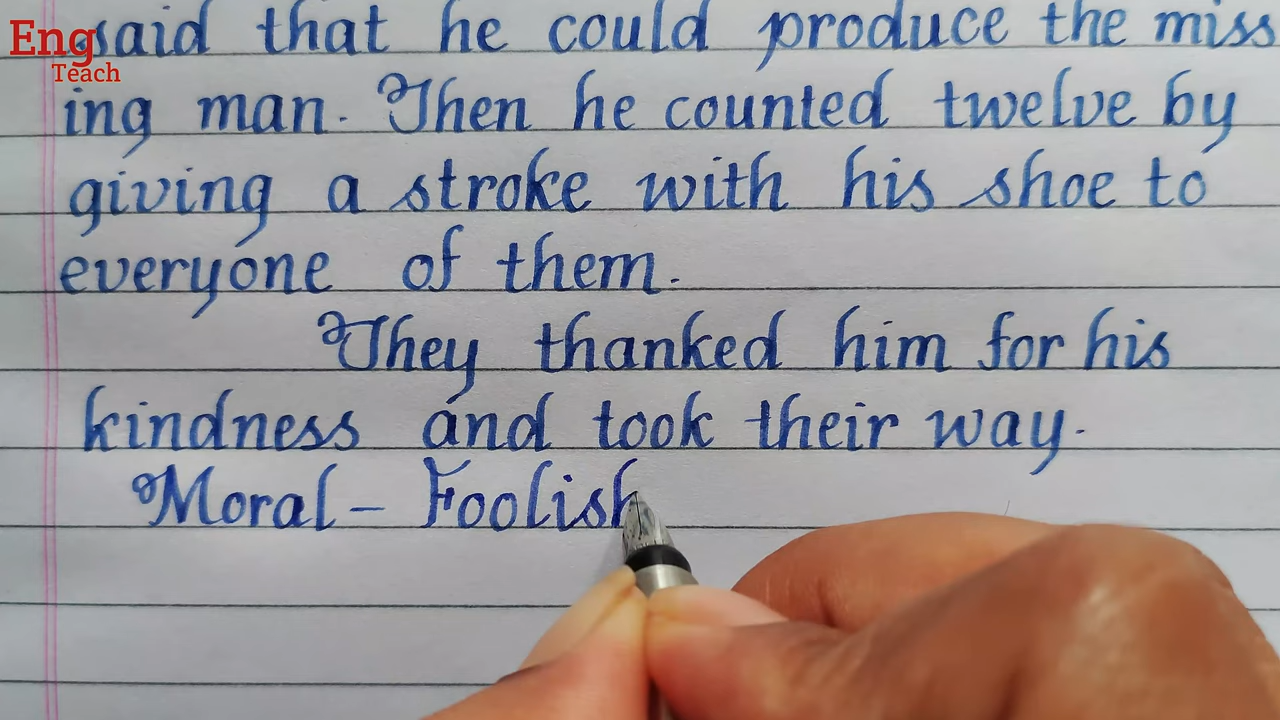 Eng
Teach
said that he could produce the miss
ing man. Then he counted twelve by
giving a stroke with his shoe to
everyone of them.
They thanked him for his
kindness and took their way.
Moral - Foolish